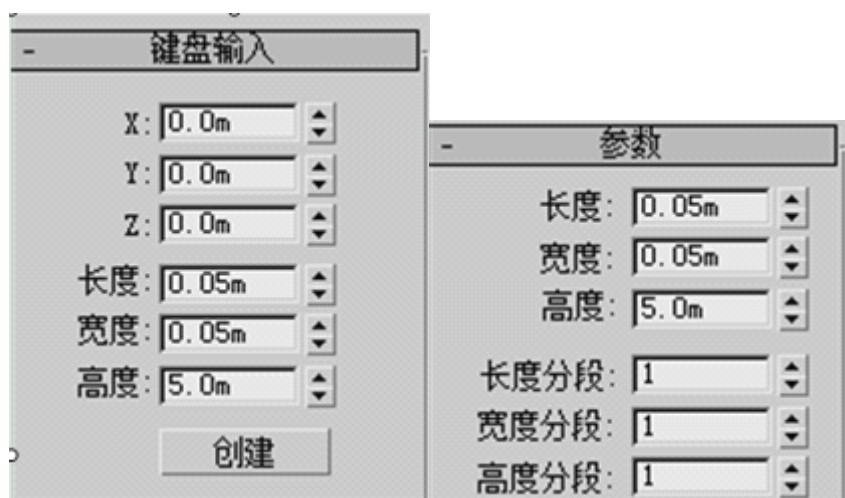 - 键盘输入
X: 0.0m
Y: 0.0m
Z: 0.0m
长度: 0.05m
宽度: 0.05m
高度: 5.0m
创建
- 参数
长度: 0.05m
宽度: 0.05m
高度: 5.0m
长度分段: 1
宽度分段: 1
高度分段: 1